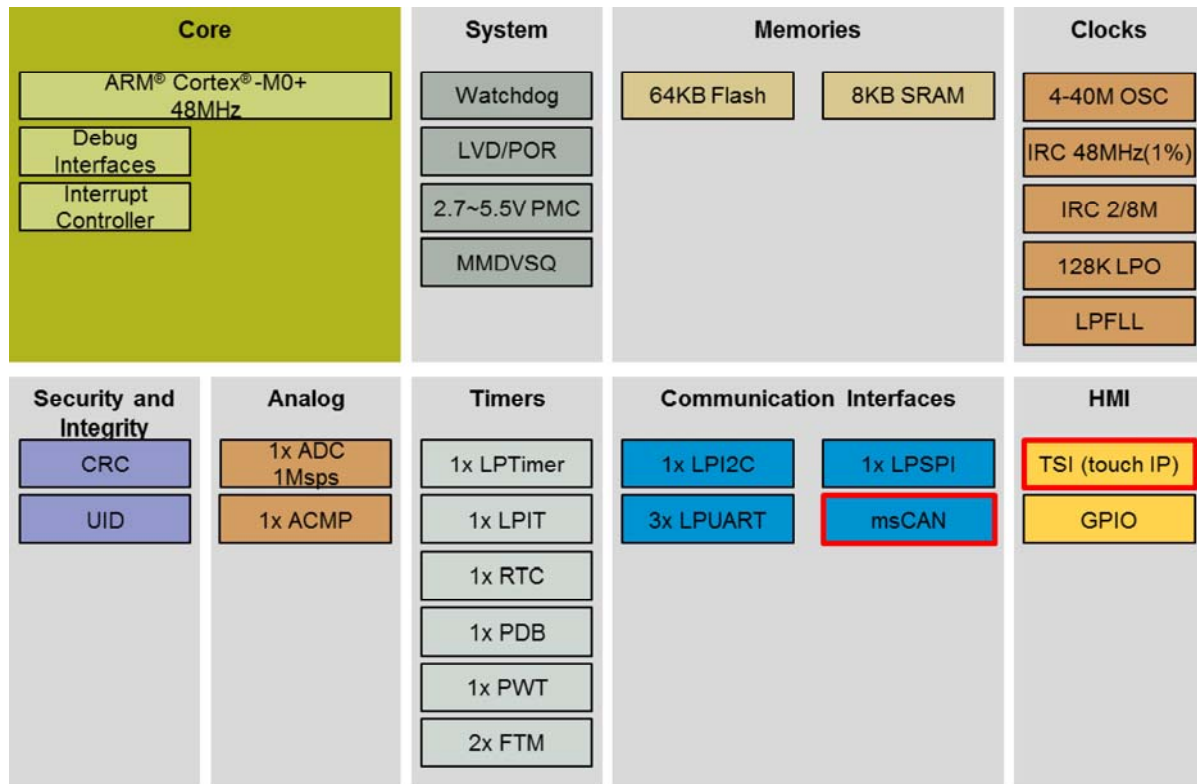 Core
ARM® Cortex®-M0+
48MHz
Debug
Interfaces
Interrupt
Controller
System
Watchdog
LVD/POR
2.7~5.5V PMC
MMDVSQ
Memories
64KB Flash
8KB SRAM
Clocks
4-40M OSC
IRC 48MHz(1%)
IRC 2/8M
128K LPO
LPFLL
Security and
Integrity
CRC
UID
Analog
1x ADC
1Msps
1x ACMP
Timers
1x LPTimer
1x LPIT
1x RTC
1x PDB
1x PWT
2x FTM
Communication Interfaces
1x LPI2C
1x LPSPI
3x LPUART
msCAN
HMI
TSI (touch IP)
GPIO